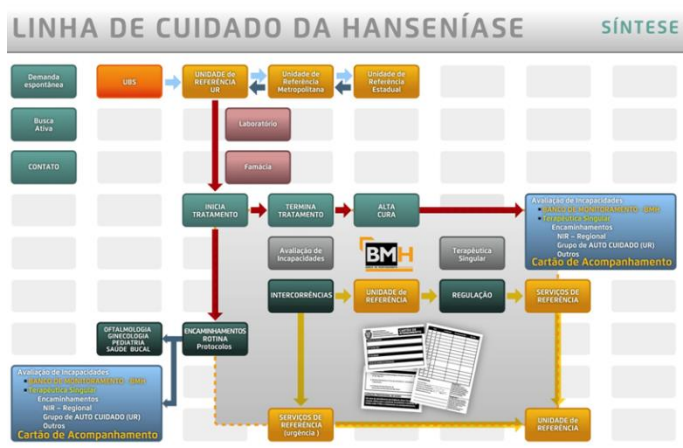 LINHA DE CUIDADO DA HANSENÍASE
SÍNTESE
Demanda
espontânea
UBS
UNIDADE de
REFERÊNCIA
UR
Unidade de
Referência
Metropolitana
Unidade de
Referência
Estadual
Busca
Ativa
Laboratório
CONTATO
Famácia
INICIA
TRATAMENTO
TERMINA
TRATAMENTO
ALTA
CURA
Avaliação de Incapacidades
BANCO DE MONITORAMENTO - BMH
Terapêutica Singular
Encaminhamentos
NIR – Regional
Grupo de AUTO CUIDADO (UR)
Outros
Cartão de Acompanhamento
Avaliação de
Incapacidades
BMH
Terapêutica
Singular
INTERCORRÊNCIAS
UNIDADE de
REFERÊNCIA
REGULAÇÃO
SERVIÇOS DE
REFERÊNCIA
OFTALMOLOGIA
GINECOLOGIA
PEDIATRIA
SAÚDE BUCAL
ENCAMINHAMENTOS
ROTINA
Protocolos
Avaliação de Incapacidades
BANCO DE MONITORAMENTO - BMH
Terapêutica Singular
Encaminhamentos
NIR – Regional
Grupo de AUTO CUIDADO (UR)
Outros
Cartão de Acompanhamento
SERVIÇOS DE
REFERÊNCIA
(urgência )
UNIDADE de
REFERÊNCIA